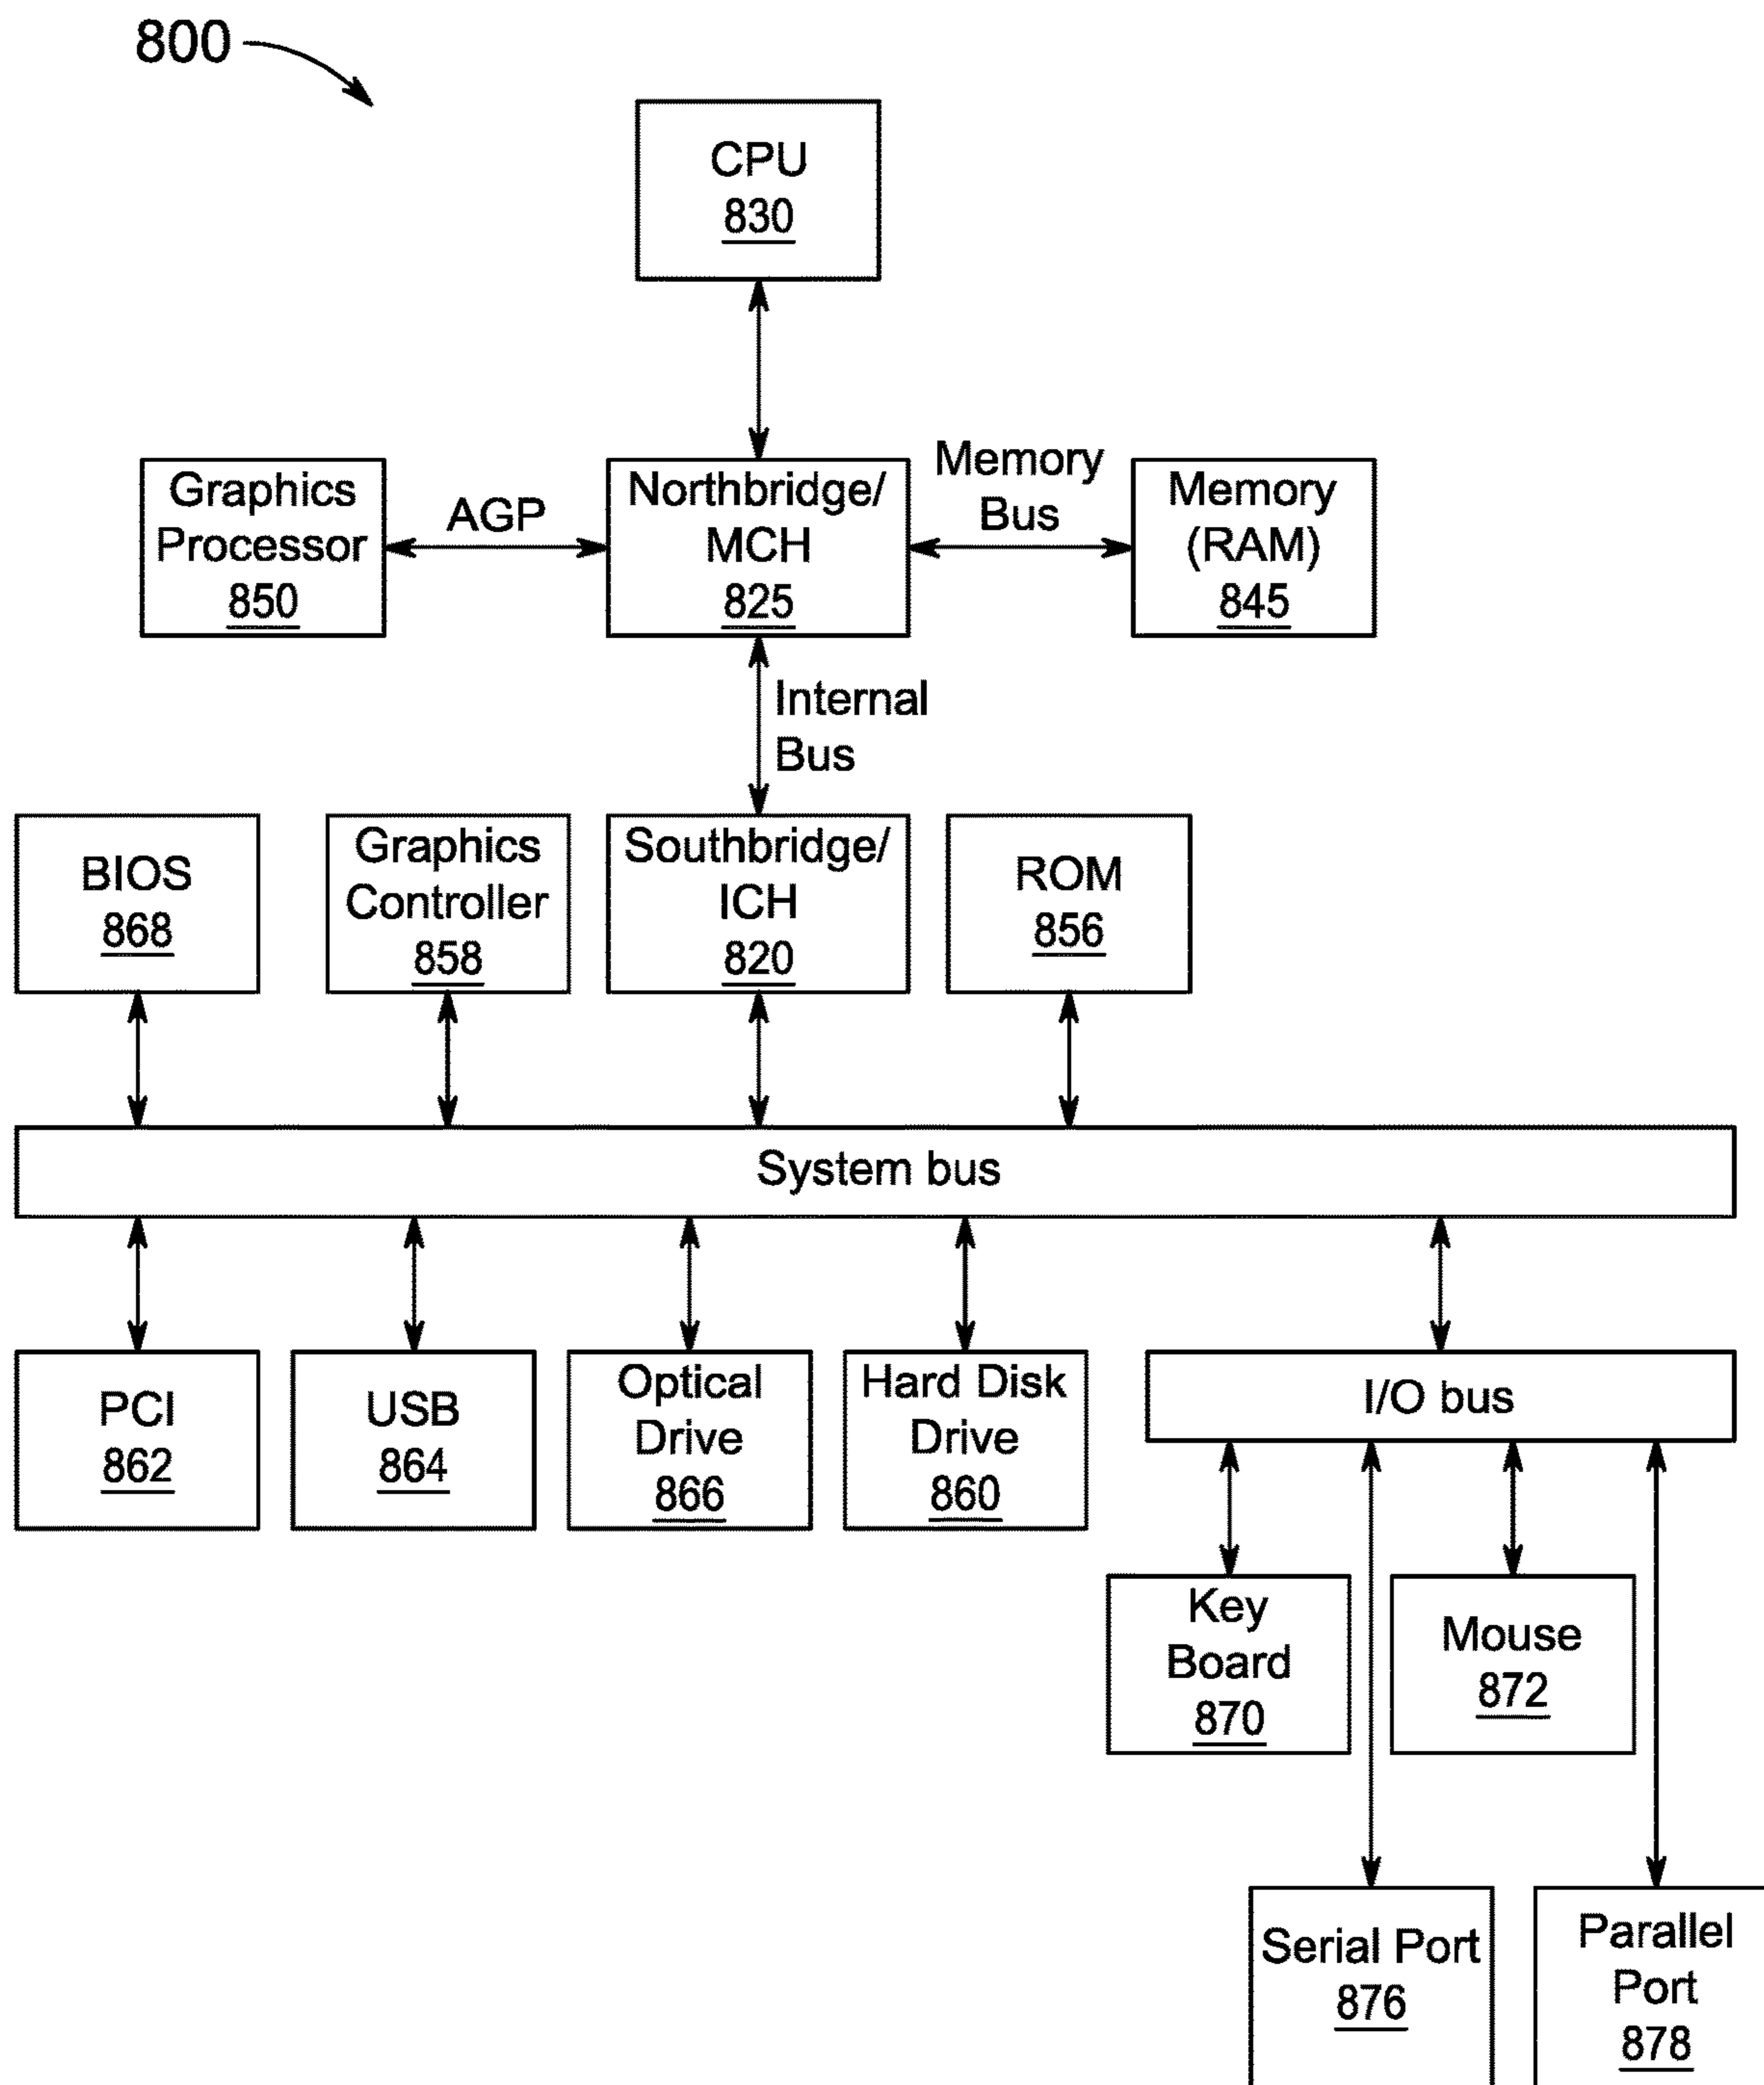 800
CPU
830
Graphics
Processor
850
AGP
Northbridge/
MCH
825
Memory
Bus
Memory
(RAM)
845
Internal
Bus
BIOS
868
Graphics
Controller
858
Southbridge/
ICH
820
ROM
856
System bus
PCI
862
USB
864
Optical
Drive
866
Hard Disk
Drive
860
I/O bus
Key
Board
870
Mouse
872
Serial Port
876
Parallel
Port
878